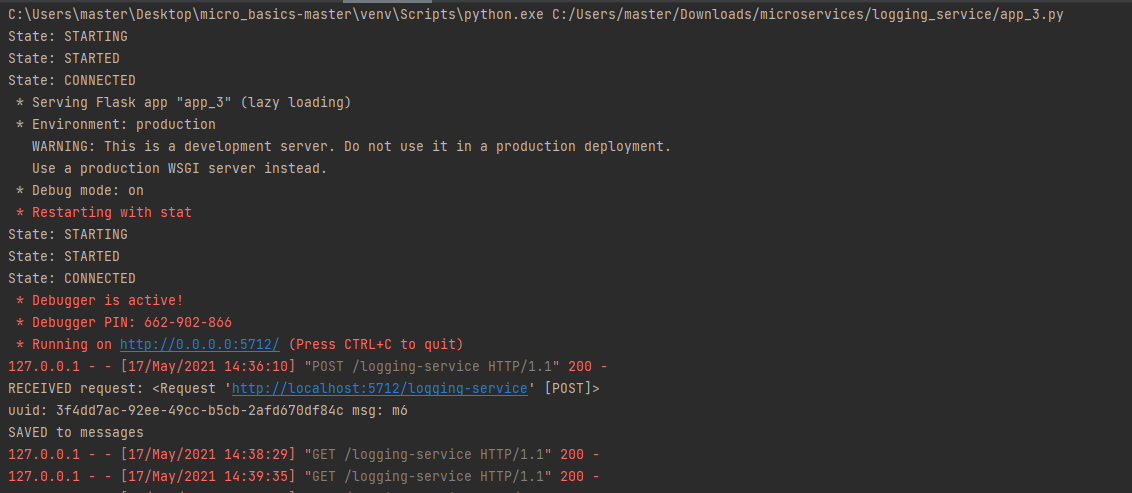 C:\Users\master\Desktop\micro_basics-master\venv\Scripts\python.exe C:/Users/master/Downloads/microservices/logging_service/app_3.py
State: STARTING
State: STARTED
State: CONNECTED
* Serving Flask app "app_3" (lazy loading)
* Environment: production
WARNING: This is a development server. Do not use it in a production deployment.
Use a production WSGI server instead.
* Debug mode: on
* Restarting with stat
State: STARTING
State: STARTED
State: CONNECTED
* Debugger is active!
* Debugger PIN: 662-902-866
* Running on http://0.0.0.0:5712/ (Press CTRL+C to quit)
127.0.0.1 - - [17/May/2021 14:36:10] "POST /logging-service HTTP/1.1" 200 -
RECEIVED request: <Request 'http://localhost:5712/logging-service' [POST]>
uuid: 3f4dd7ac-92ee-49cc-b5cb-2afd670df84c msg: m6
SAVED to messages
127.0.0.1 - - [17/May/2021 14:38:29] "GET /logging-service HTTP/1.1" 200 -
127.0.0.1 - - [17/May/2021 14:39:35] "GET /logging-service HTTP/1.1" 200 -